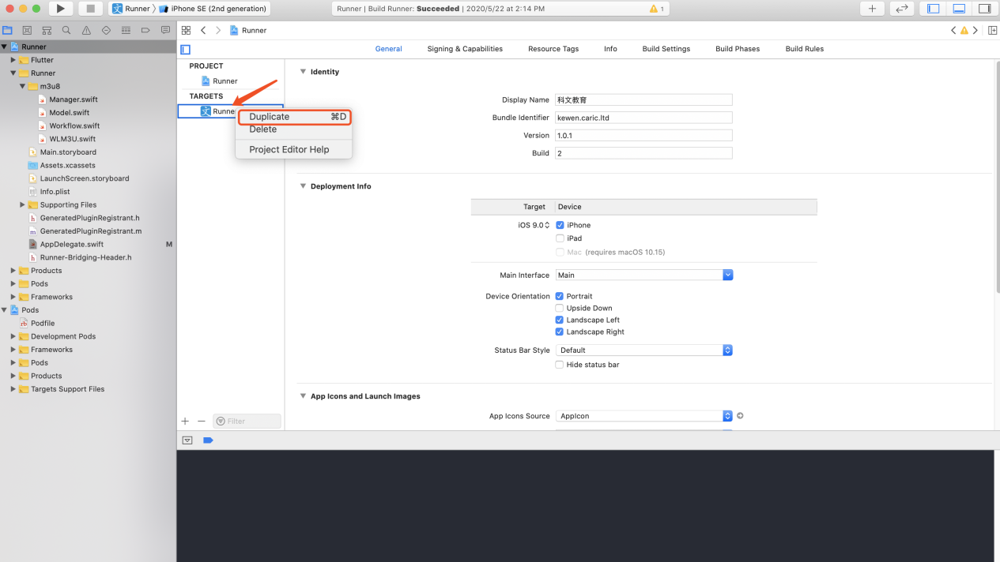 Runner 〉 iPhone SE (2nd generation)
Runner | Build Runner: Succeeded | 2020/5/22 at 2:14 PM
1
Runner
Runner
Flutter
Runner
m3u8
Manager.swift
Model.swift
Workflow.swift
WLM3U.swift
Main.storyboard
Assets.xcassets
LaunchScreen.storyboard
Info.plist
Supporting Files
GeneratedPluginRegistrant.h
GeneratedPluginRegistrant.m
AppDelegate.swift M
Runner-Bridging-Header.h
Products
Pods
Frameworks
Pods
Podfile
Development Pods
Frameworks
Pods
Products
Targets Support Files
General Signing & Capabilities Resource Tags Info Build Settings Build Phases Build Rules
PROJECT
Runner
TARGETS
Runner
Duplicate ⌘D
Delete
Project Editor Help
Filter
Identity
Display Name 科文教育
Bundle Identifier kewen.caric.ltd
Version 1.0.1
Build 2
Deployment Info
Target Device
iOS 9.0 iPhone
iPad
Mac (requires macOS 10.15)
Main Interface Main
Device Orientation Portrait
Upside Down
Landscape Left
Landscape Right
Status Bar Style Default
Hide status bar
App Icons and Launch Images
App Icons Source AppIcon